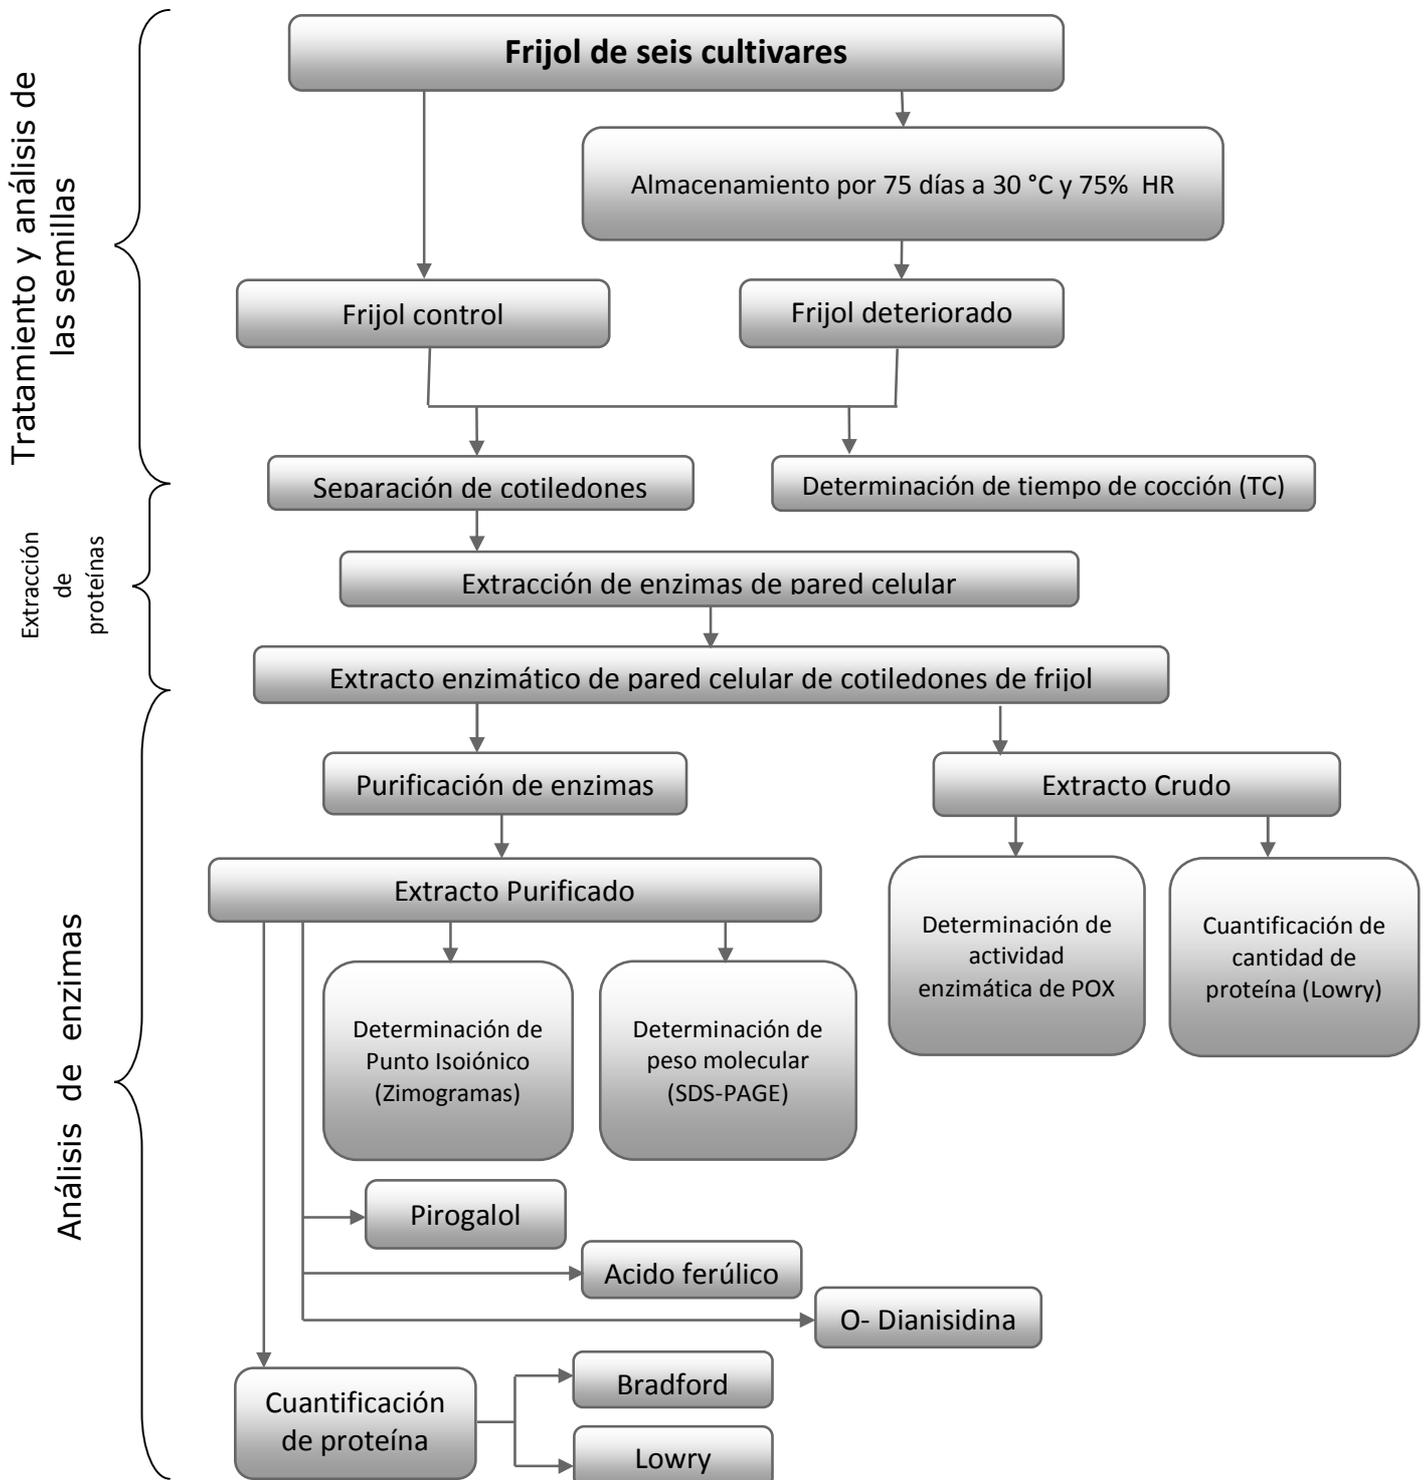 Frijol de seis cultivares
Almacenamiento por 75 días a 30 °C y 75% HR
Frijol control
Frijol deteriorado
Separación de cotiledones
Determinación de tiempo de cocción (TC)
Tratamiento y análisis de
las semillas
Extracción de enzimas de pared celular
Extracción
de
proteínas
Extracto enzimático de pared celular de cotiledones de frijol
Purificación de enzimas
Extracto Crudo
Extracto Purificado
Determinación de
actividad
enzimática de POX
Cuantificación de
cantidad de
proteína (Lowry)
Determinación de
Punto Isoiónico
(Zimogramas)
Determinación de
peso molecular
(SDS-PAGE)
Análisis de enzimas
Pirogalol
Acido ferúlico
O- Dianisidina
Cuantificación
de proteína
Bradford
Lowry